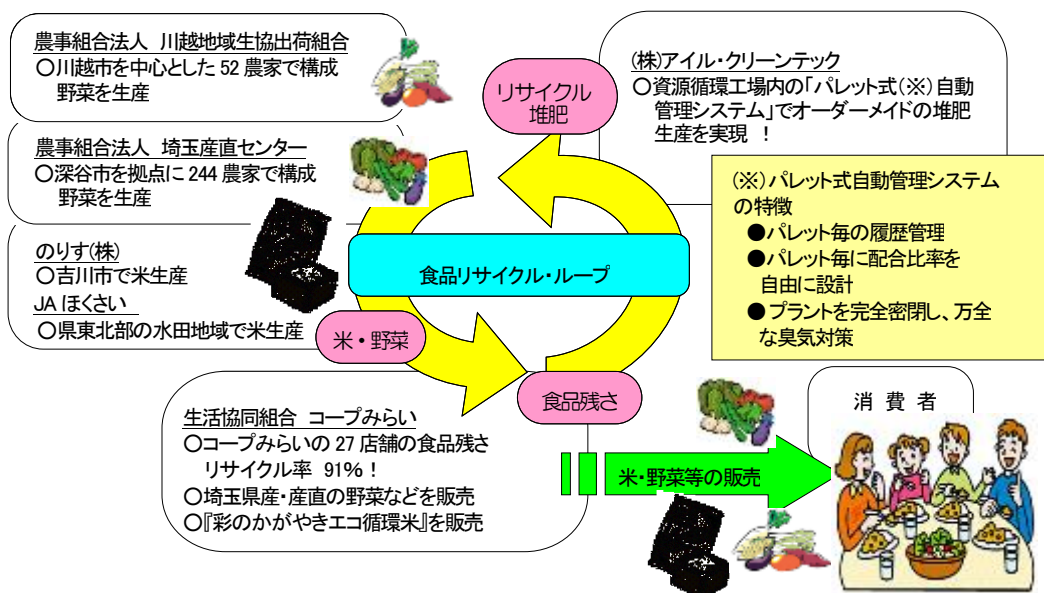 農事組合法人 川越地域生協出荷組合
○川越市を中心とした 52 農家で構成
野菜を生産
農事組合法人 埼玉産直センター
○深谷市を拠点に 244 農家で構成
野菜を生産
のりす(株)
○吉川市で米生産
JA ほくさい
○県東北部の水田地域で米生産
リサイクル
堆肥
(株)アイル・クリーンテック
○資源循環工場内の「パレット式(※)自動
管理システム」でオーダーメイドの堆肥
生産を実現 !
(※)パレット式自動管理システム
の特徴
●パレット毎の履歴管理
●パレット毎に配合比率を
自由に設計
●プラントを完全密閉し、万全
な臭気対策
食品リサイクル・ループ
米・野菜
食品残さ
生活協同組合 コープみらい
○コープみらいの 27 店舗の食品残さ
リサイクル率 91%!
○埼玉県産・産直の野菜などを販売
○『彩のかがやきエコ循環米』を販売
米・野菜等の販売
消 費 者